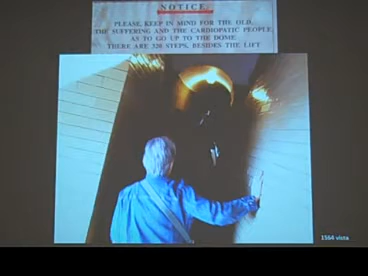 NOTICE
PLEASE, KEEP IN MIND FOR THE OLD,
THE SUFFERING AND THE CARDIOPATIC PEOPLE,
AS TO GO UP TO THE DOME
THERE ARE 320 STEPS, BESIDES THE LIFT
1564 vista